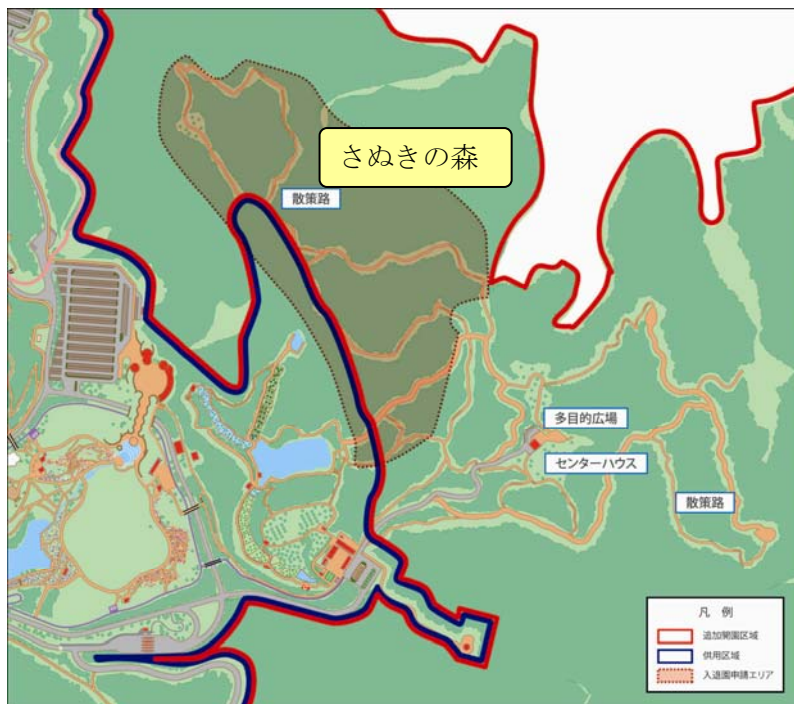 さぬきの森
散策路
多目的広場
センターハウス
散策路
凡 例
追加開園区域
供用区域
入退園申請エリア